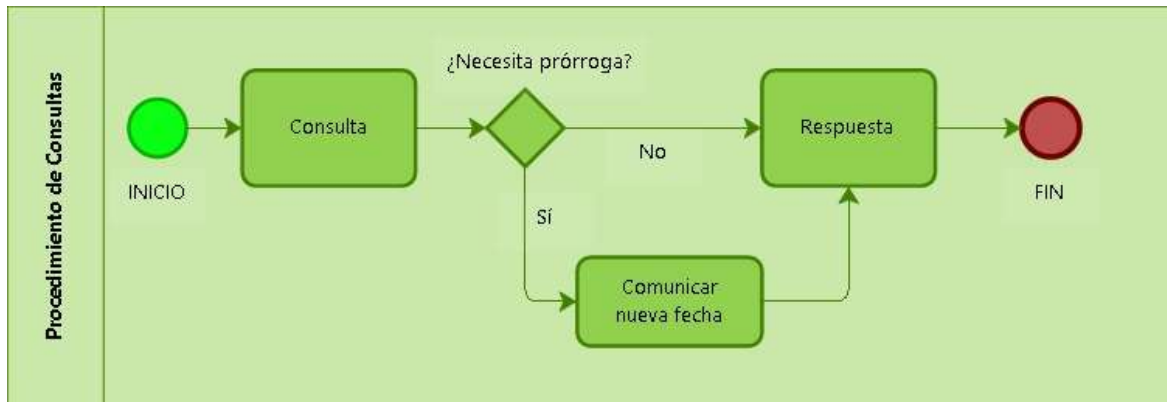 Procedimiento de Consultas
INICIO
Consulta
¿Necesita prórroga?
No
Sí
Comunicar
nueva fecha
Respuesta
FIN